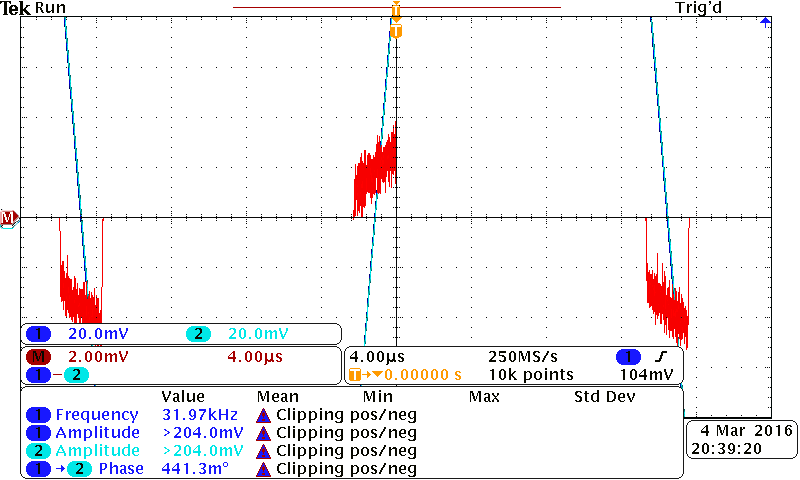 Tek Run Trig'd
T
T
M
1 20.0mV 2 20.0mV
M 2.00mV 4.00µs
1 − 2
4.00µs 250MS/s 1
T→▼0.00000 s 10k points 104mV
Value Mean Min Max Std Dev
1 Frequency 31.97kHz Clipping pos/neg
1 Amplitude >204.0mV Clipping pos/neg
2 Amplitude >204.0mV Clipping pos/neg
1 → 2 Phase 441.3m° Clipping pos/neg
4 Mar 2016
20:39:20